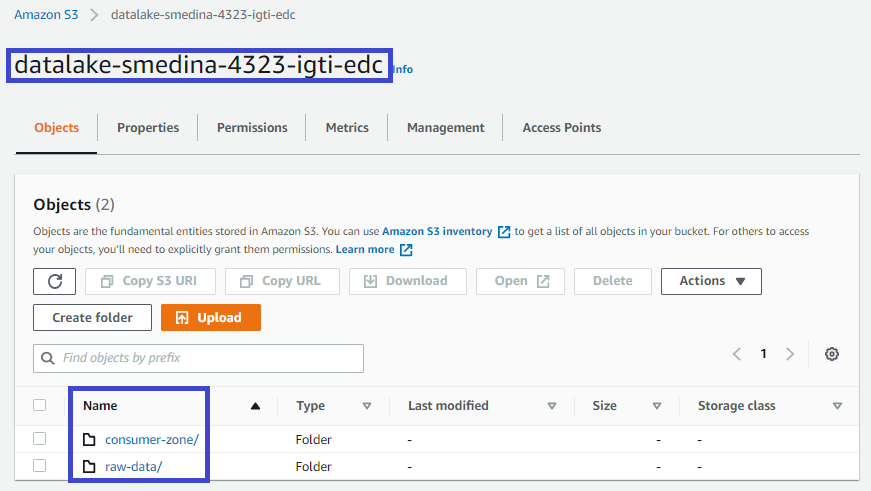 Amazon S3 > datalake-smedina-4323-igti-edc
datalake-smedina-4323-igti-edc Info
Objects Properties Permissions Metrics Management Access Points
Objects (2)
Objects are the fundamental entities stored in Amazon S3. You can use Amazon S3 inventory to get a list of all objects in your bucket. For others to access
your objects, you'll need to explicitly grant them permissions. Learn more
Copy S3 URI Copy URL Download Open Delete Actions
Create folder Upload
Find objects by prefix
1
Name Type Last modified Size Storage class
consumer-zone/ Folder - - -
raw-data/ Folder - - -